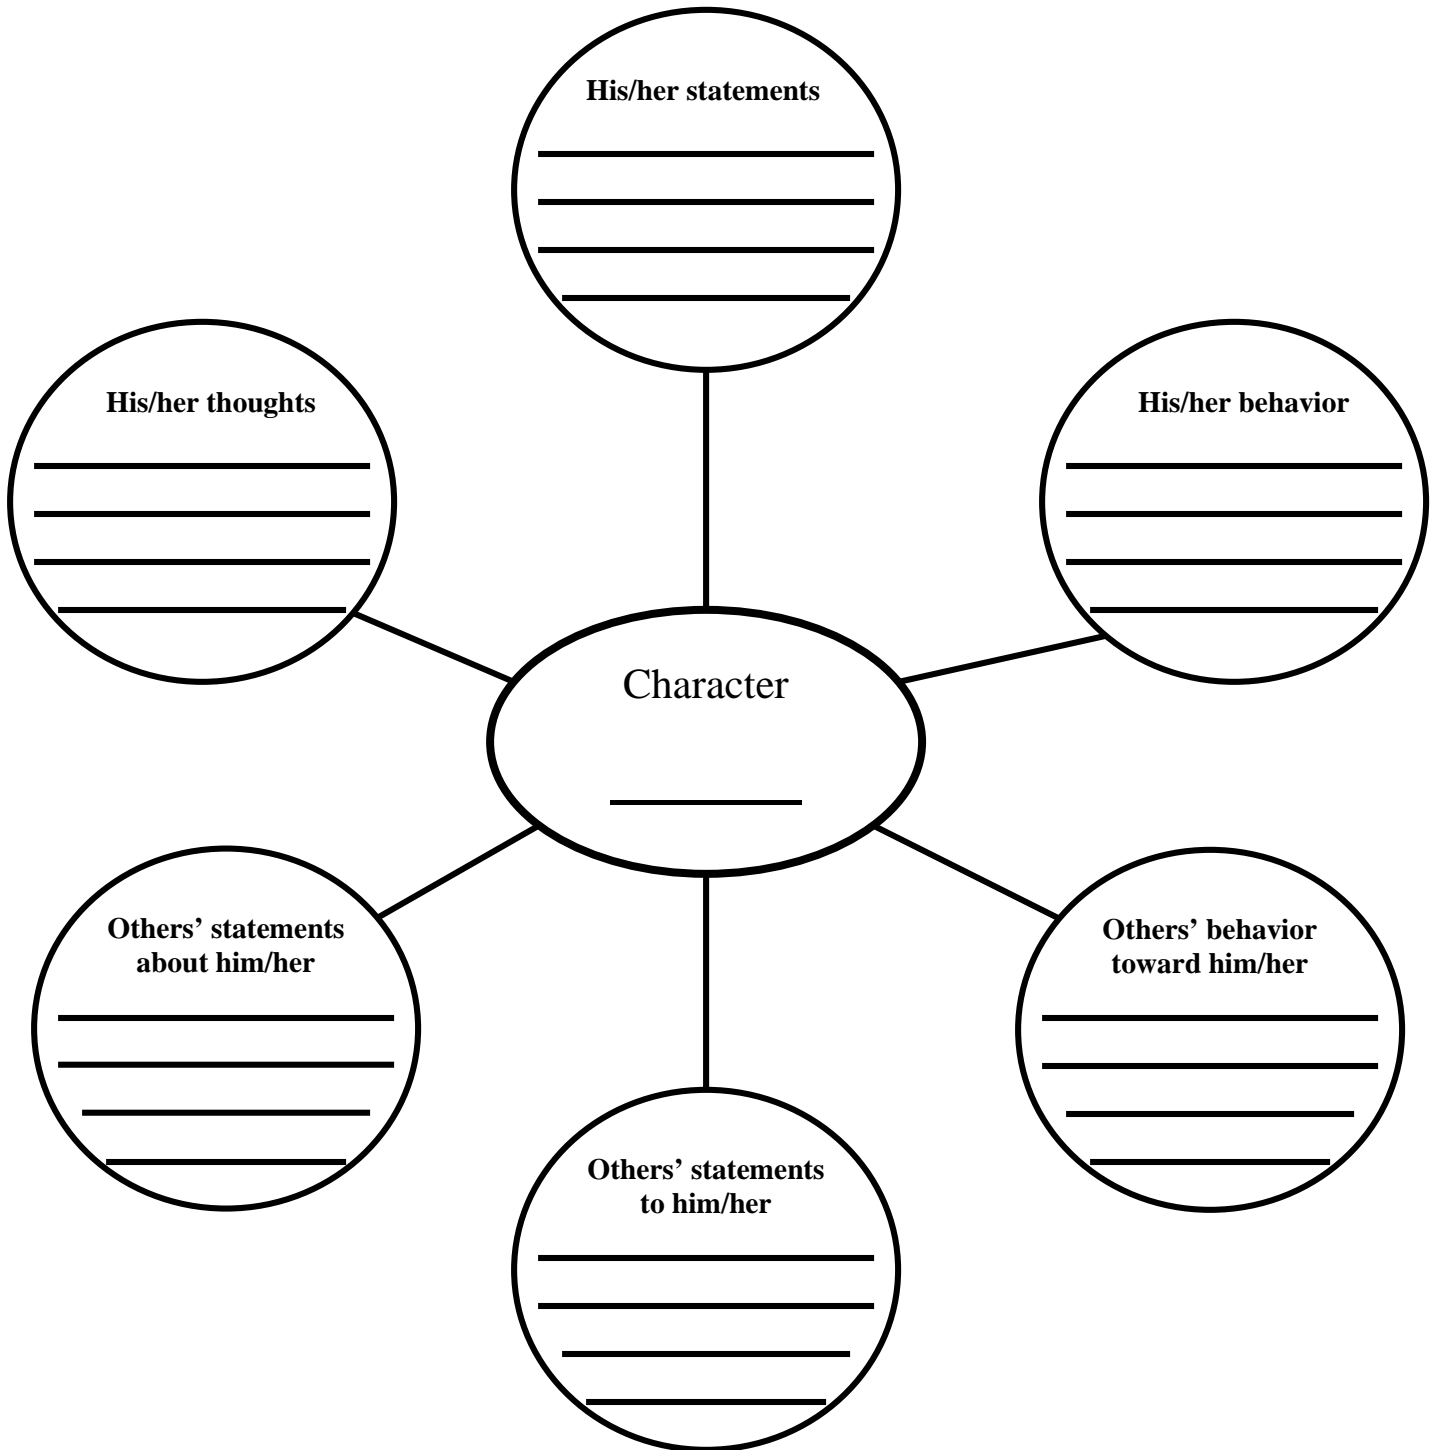 His/her statements
His/her thoughts
His/her behavior
Character
Others’ statements
about him/her
Others’ behavior
toward him/her
Others’ statements
to him/her